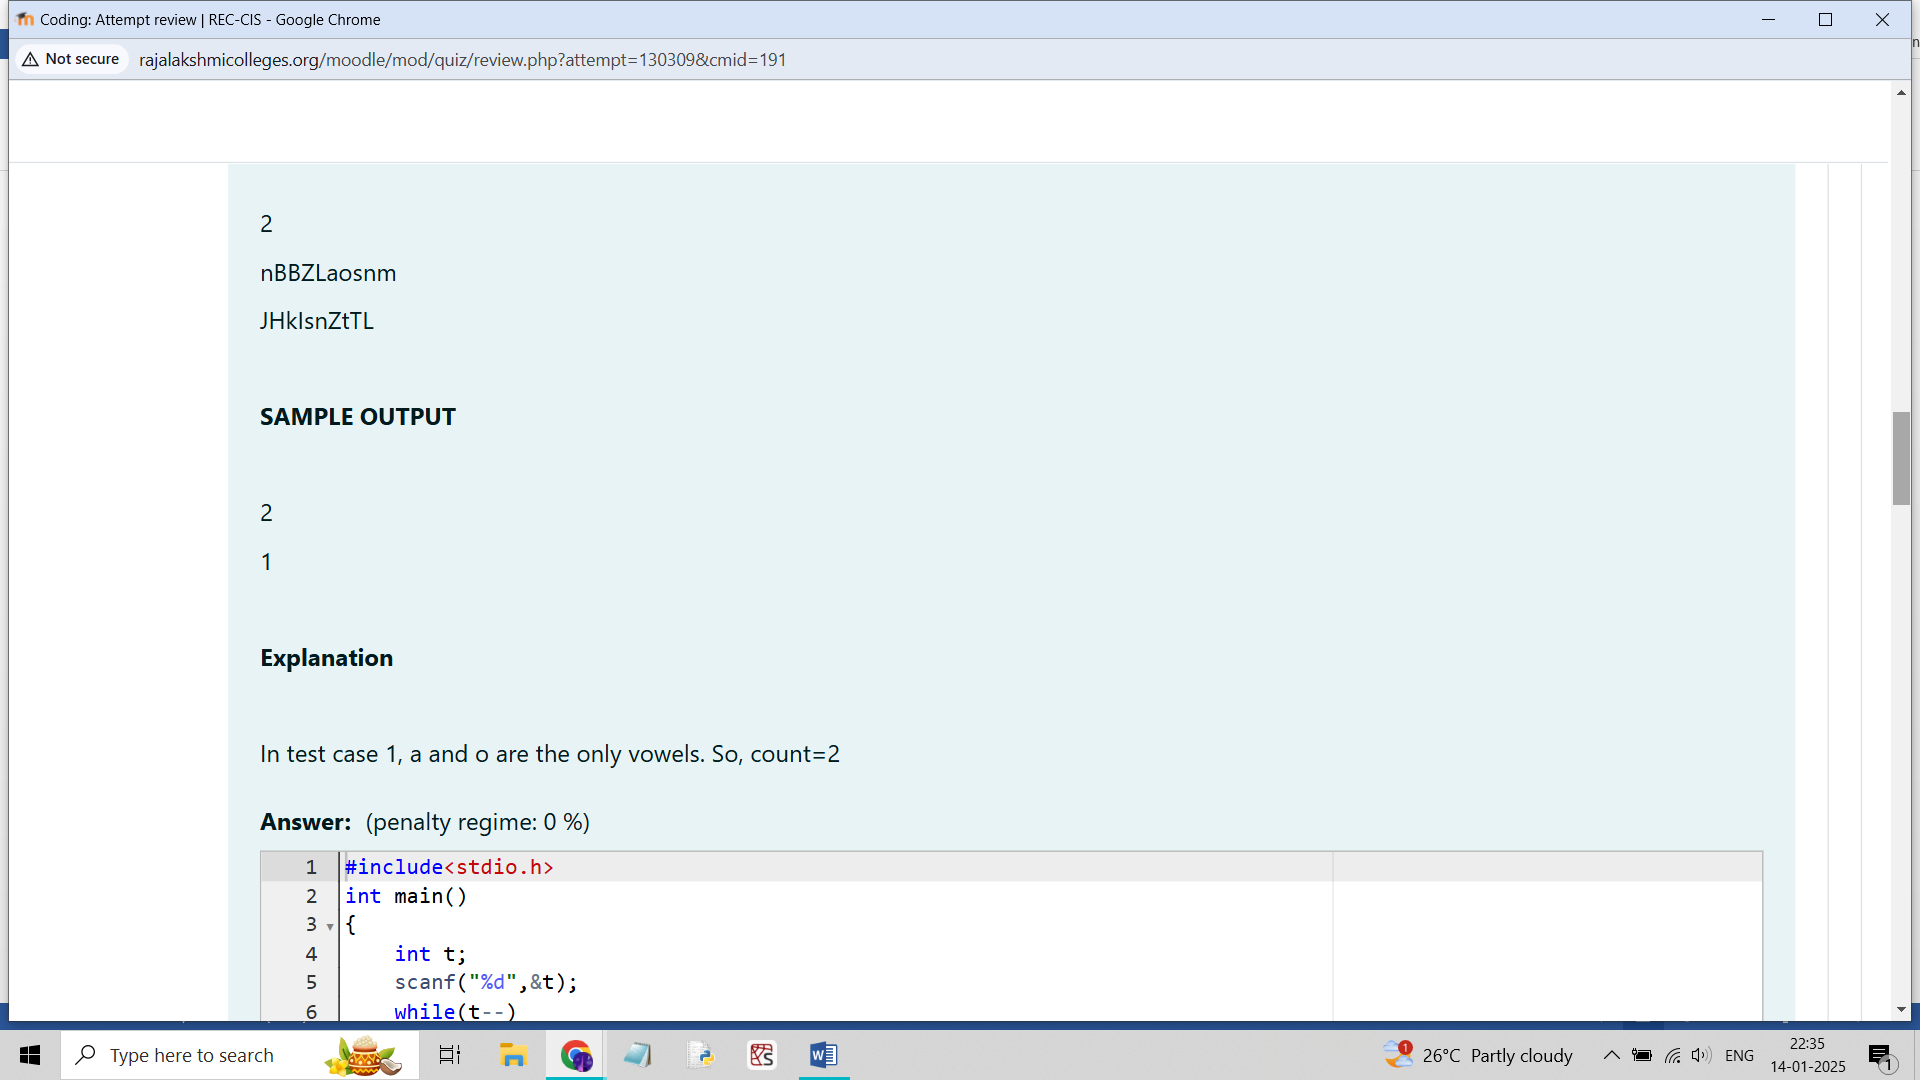 Coding: Attempt review | REC-CIS - Google Chrome
Not secure rajalakshmicolleges.org/moodle/mod/quiz/review.php?attempt=130309&cmid=191
2
nBBZLaosnm
JHkIsnZtTL
SAMPLE OUTPUT
2
1
Explanation
In test case 1, a and o are the only vowels. So, count=2
Answer: (penalty regime: 0 %)
1 #include<stdio.h>
2 int main()
3 {
4 int t;
5 scanf("%d",&t);
6 while(t--)
Type here to search
1 26°C Partly cloudy ENG 22:35
14-01-2025 1